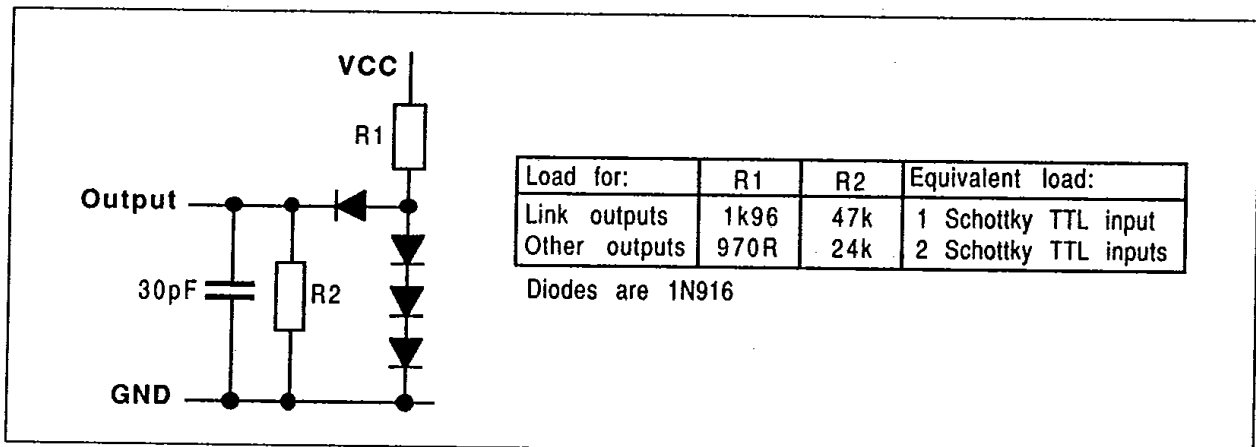 VCC
R1
Output
30pF
R2
GND
Load for: R1 R2 Equivalent load:
Link outputs 1k96 47k 1 Schottky TTL input
Other outputs 970R 24k 2 Schottky TTL inputs
Diodes are 1N916